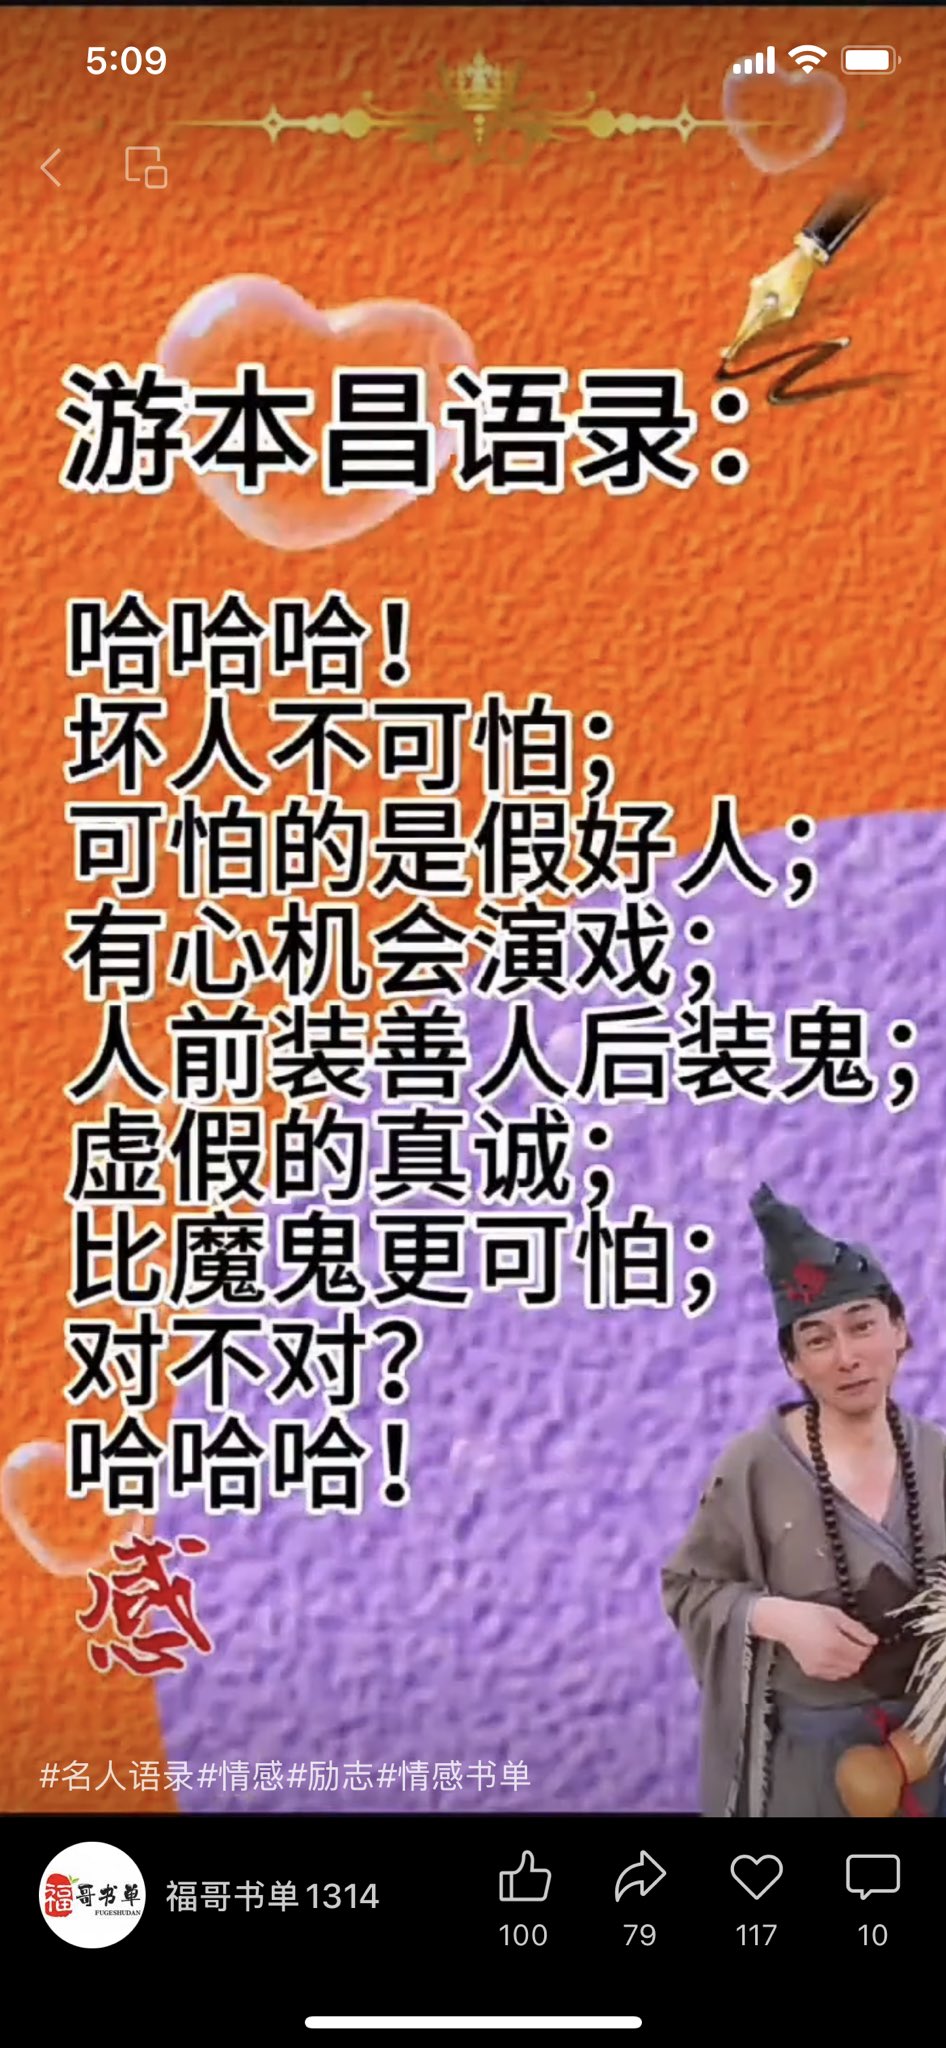 5:09
游本昌语录：
哈哈哈！
坏人不可怕；
可怕的是假好人；
有心机会演戏；
人前装善人后装鬼；
虚假的真诚；
比魔鬼更可怕；
对不对？
哈哈哈！
感
#名人语录#情感#励志#情感书单
福哥书单
FUGESHUDAN
福哥书单1314
100
79
117
10